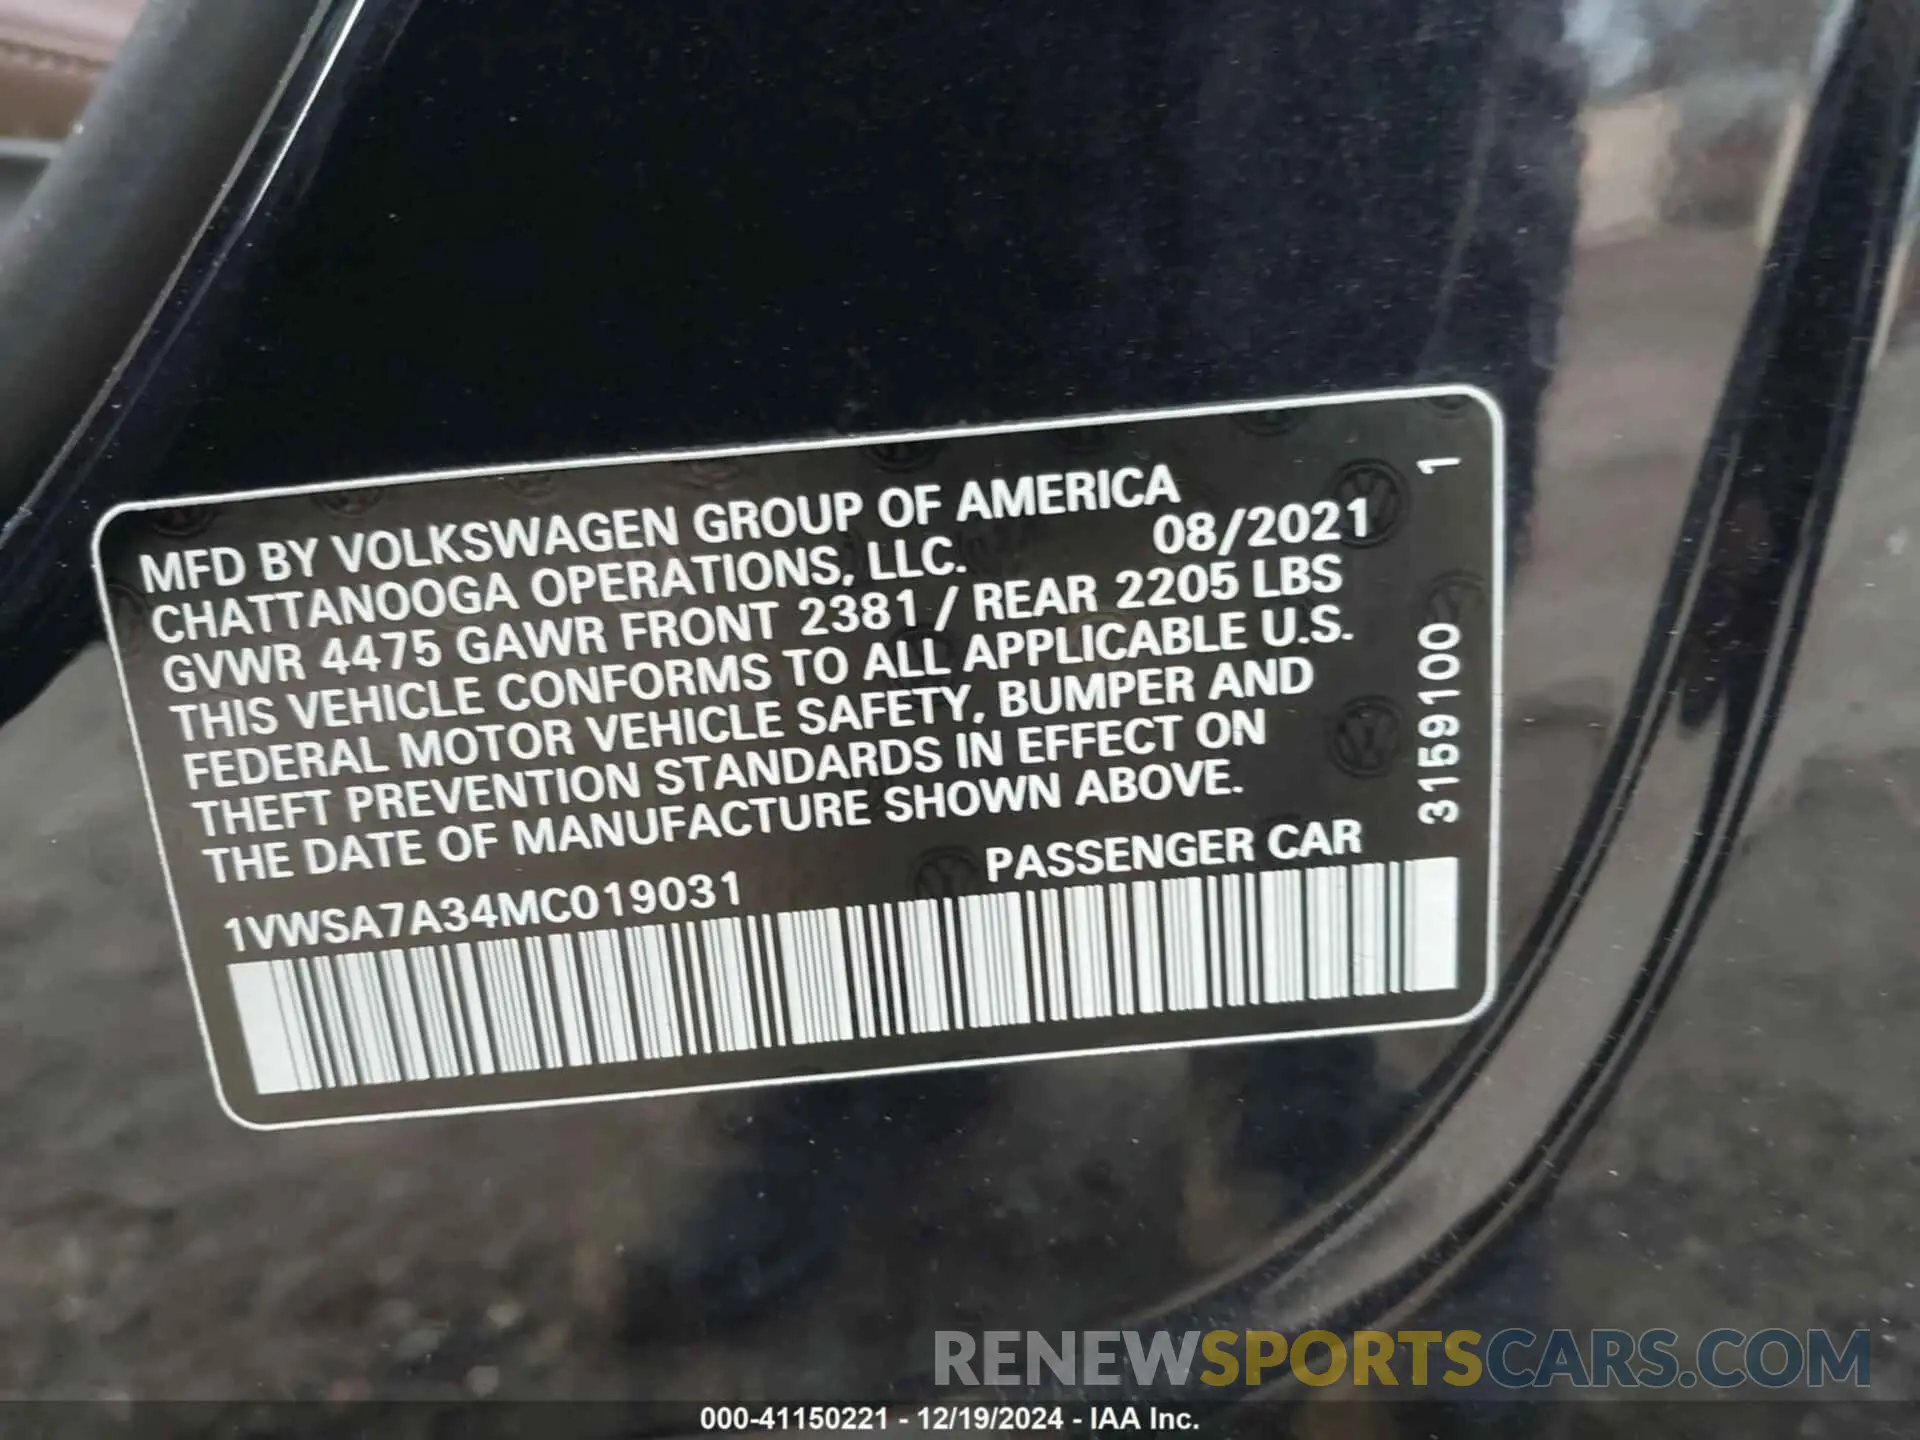 MFD BY VOLKSWAGEN GROUP OF AMERICA
CHATTANOOGA OPERATIONS, LLC. 08/2021
GVWR 4475 GAWR FRONT 2381 / REAR 2205 LBS
THIS VEHICLE CONFORMS TO ALL APPLICABLE U.S.
FEDERAL MOTOR VEHICLE SAFETY, BUMPER AND
THEFT PREVENTION STANDARDS IN EFFECT ON
THE DATE OF MANUFACTURE SHOWN ABOVE.
1VWSA7A34MC019031 PASSENGER CAR
3159100 1
RENEWSPORTSCARS.COM
000-41150221 - 12/19/2024 - IAA Inc.